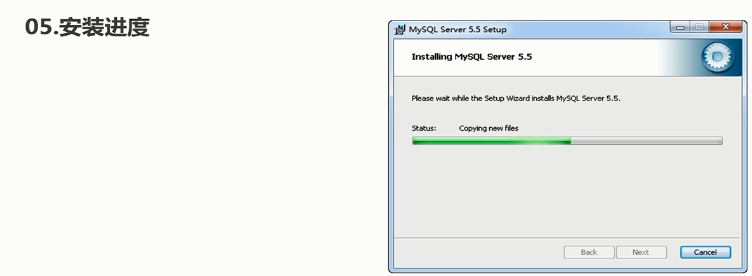 05.安装进度
MySQL Server 5.5 Setup
Installing MySQL Server 5.5
Please wait while the Setup Wizard installs MySQL Server 5.5.
Status: Copying new files
Back Next Cancel